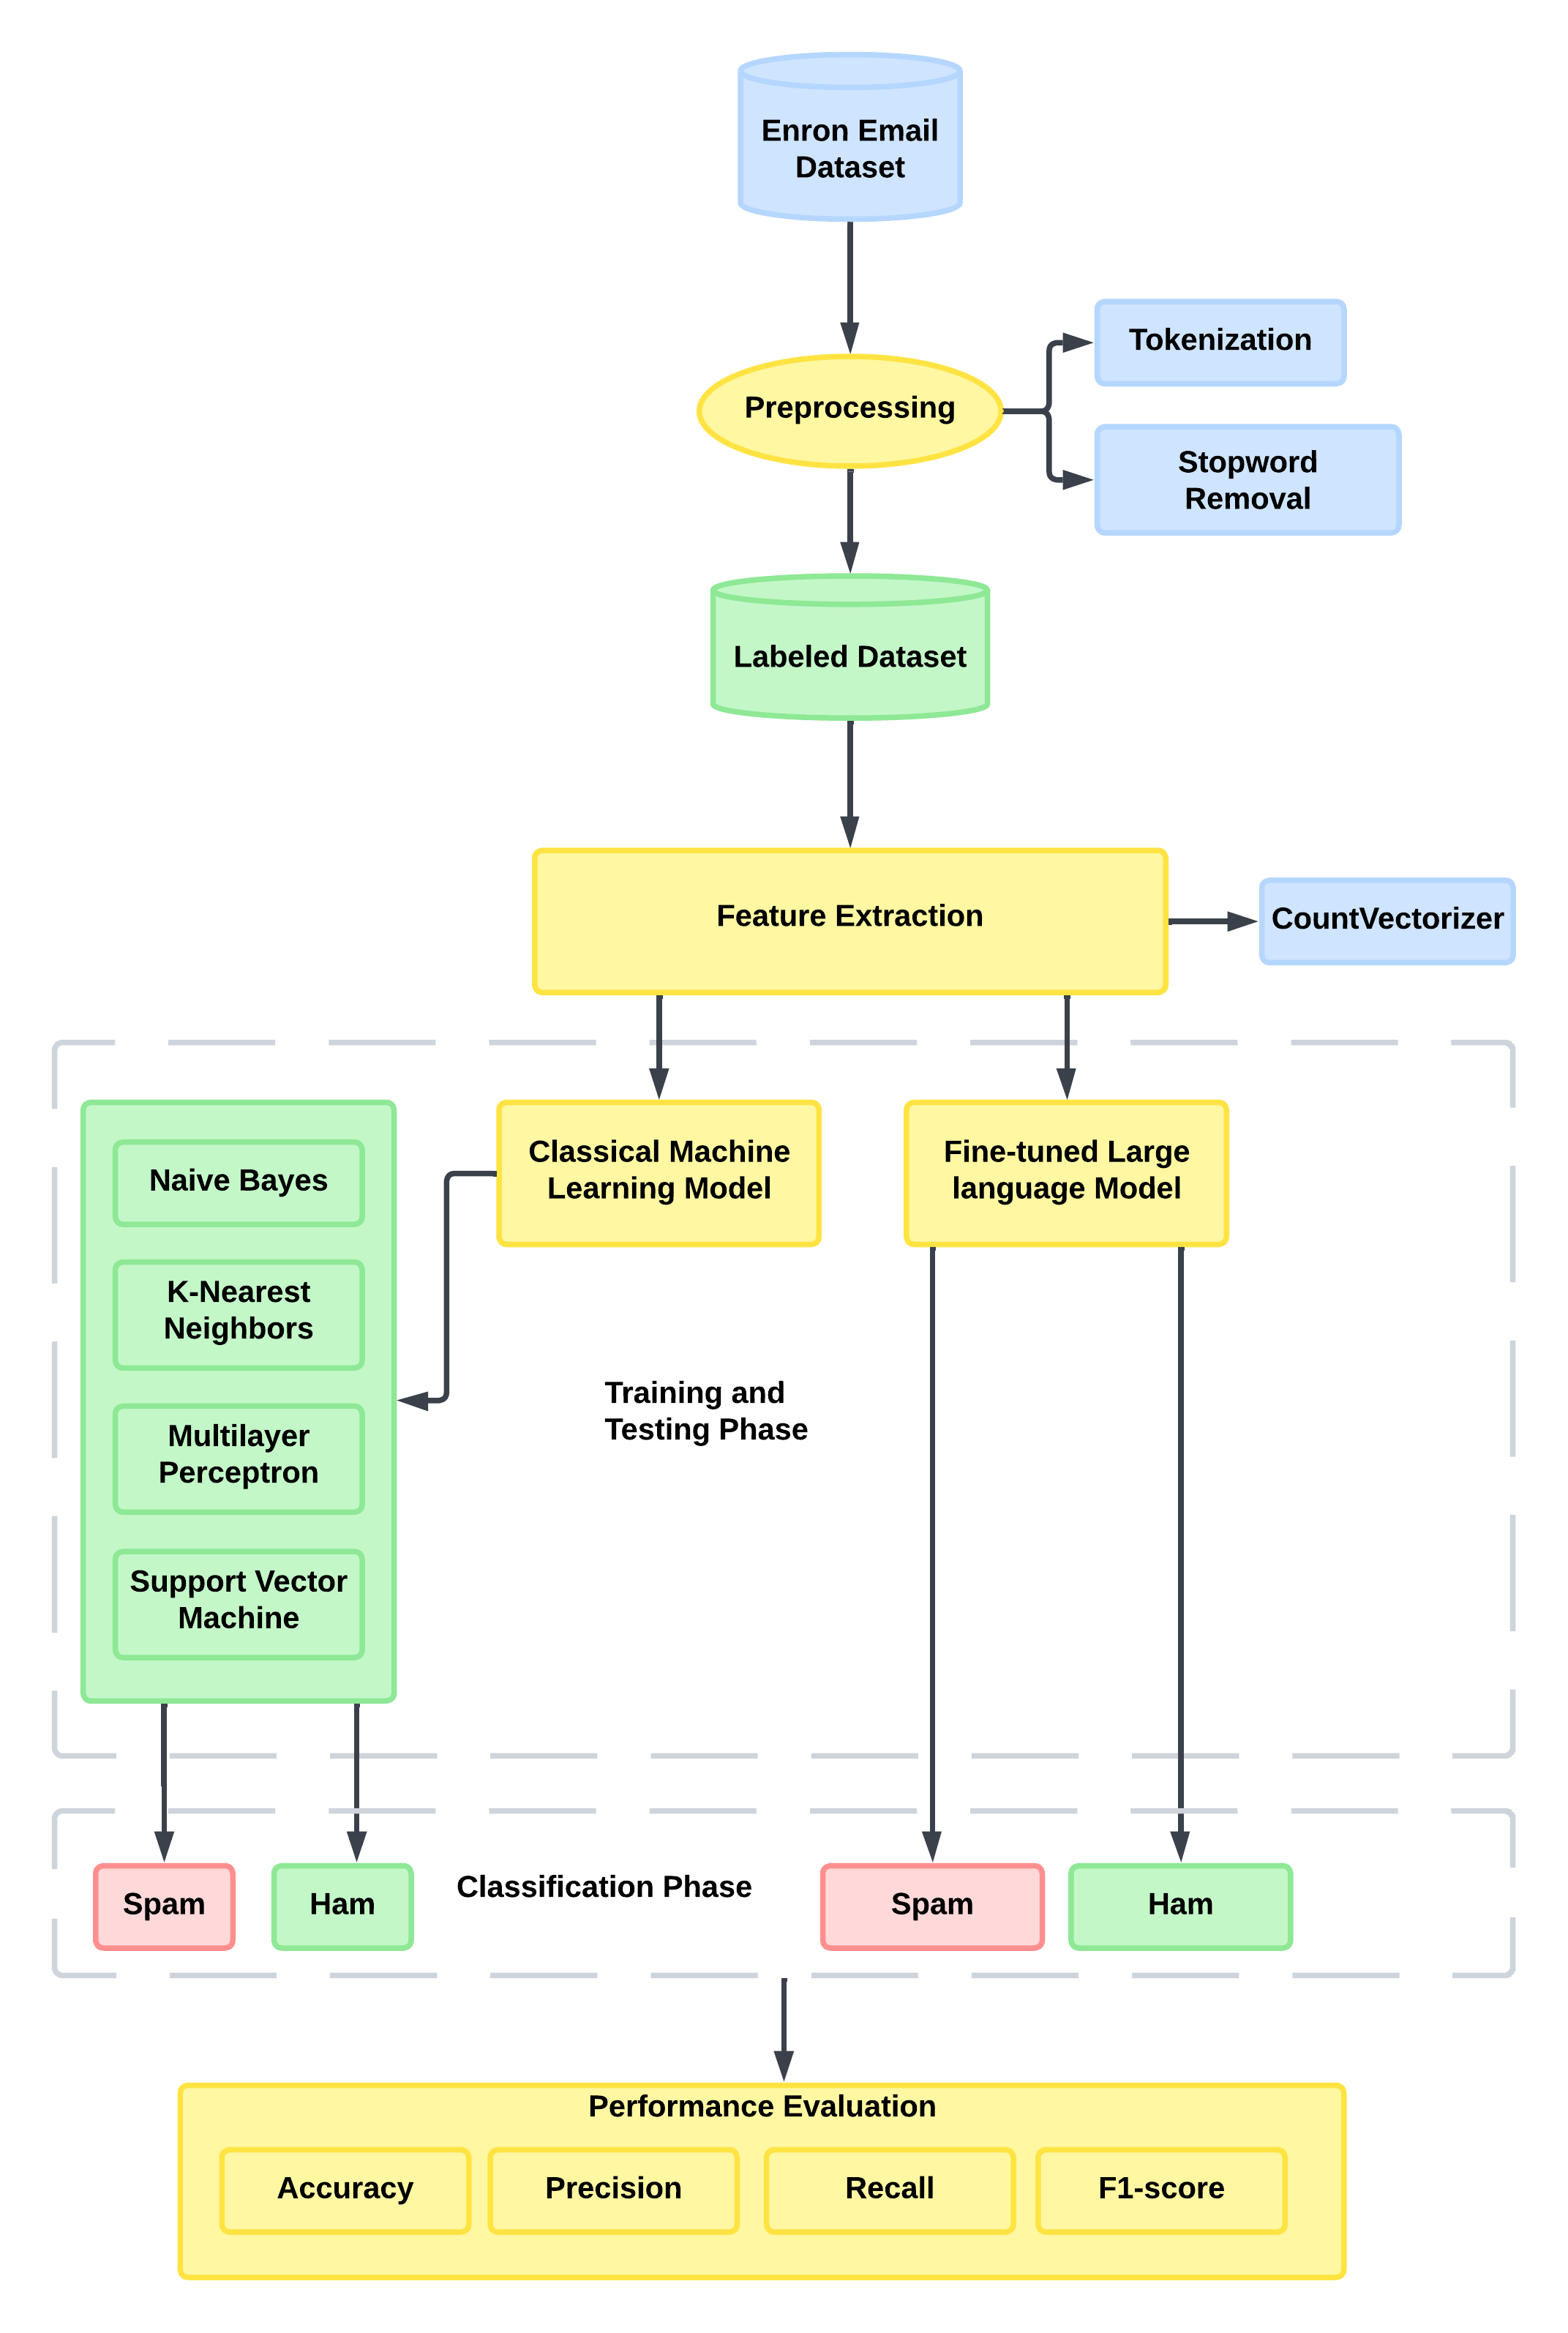 Enron Email
Dataset
Preprocessing
Tokenization
Stopword
Removal
Labeled Dataset
Feature Extraction
CountVectorizer
Classical Machine
Learning Model
Fine-tuned Large
language Model
Naive Bayes
K-Nearest
Neighbors
Multilayer
Perceptron
Support Vector
Machine
Training and
Testing Phase
Spam
Ham
Classification Phase
Spam
Ham
Performance Evaluation
Accuracy
Precision
Recall
F1-score